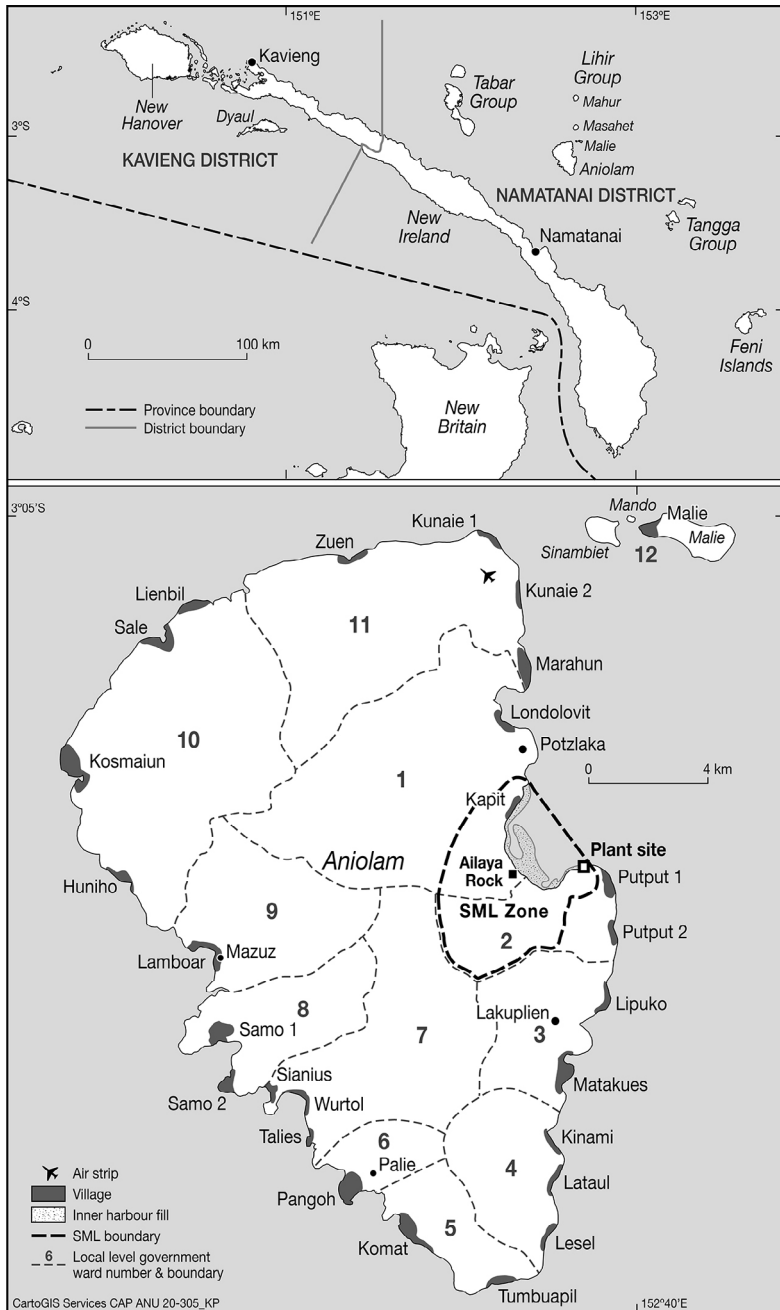 151°E
153°E
Kavieng
New
Hanover
Dyaul
Tabar
Group
Lihir
Group
Mahur
Masahet
Malie
Aniolam
3°S
KAVIENG DISTRICT
NAMATANAI DISTRICT
New
Ireland
Namatanai
Tangga
Group
4°S
0
100 km
Feni
Islands
Province boundary
District boundary
New
Britain
3°05'S
Kunaie 1
Mando
Malie
Malie
Sinambiet
12
Zuen
Kunaie 2
Lienbil
Sale
11
Marahun
Londolovit
10
Potzlaka
Kosmaiun
1
0
4 km
Kapit
Aniolam
Ailaya
Rock
Plant site
Huniho
Putput 1
SML Zone
9
2
Putput 2
Lamboar
Mazuz
8
Lakuplien
Lipuko
Samo 1
7
3
Sianius
Matakues
Samo 2
Wurtol
Talies
6
Kinami
Palie
4
Lataul
Air strip
Village
Pangoh
Inner harbour fill
5
SML boundary
Komat
Lesel
6
Local level government
ward number & boundary
Tumbuapil
CartoGIS Services CAP ANU 20-305_KP
152°40'E